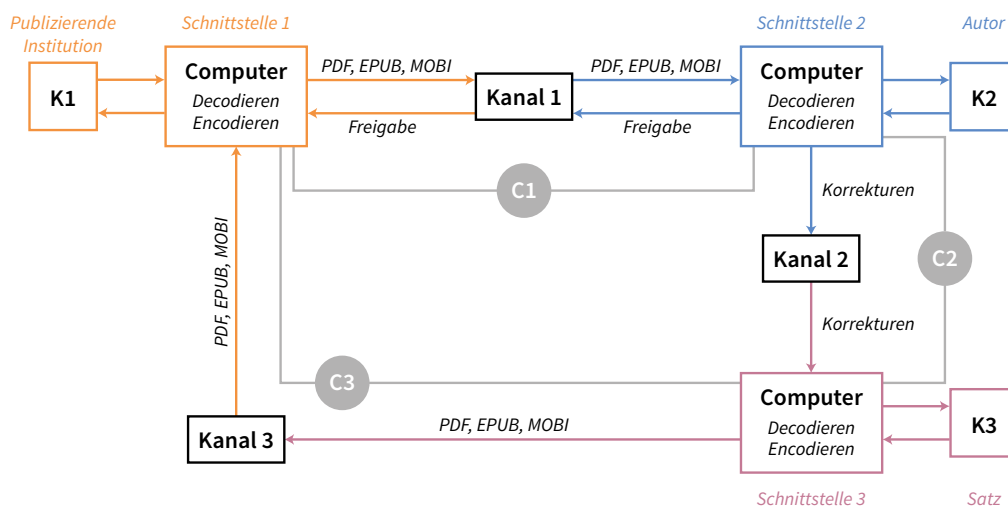 Publizierende
Institution
Schnittstelle 1
Schnittstelle 2
Autor
K1
Computer
Decodieren
Encodieren
PDF, EPUB, MOBI
Freigabe
Kanal 1
PDF, EPUB, MOBI
Freigabe
Computer
Decodieren
Encodieren
K2
C1
Korrekturen
Kanal 2
C2
PDF, EPUB, MOBI
Korrekturen
C3
Kanal 3
PDF, EPUB, MOBI
Computer
Decodieren
Encodieren
K3
Schnittstelle 3
Satz